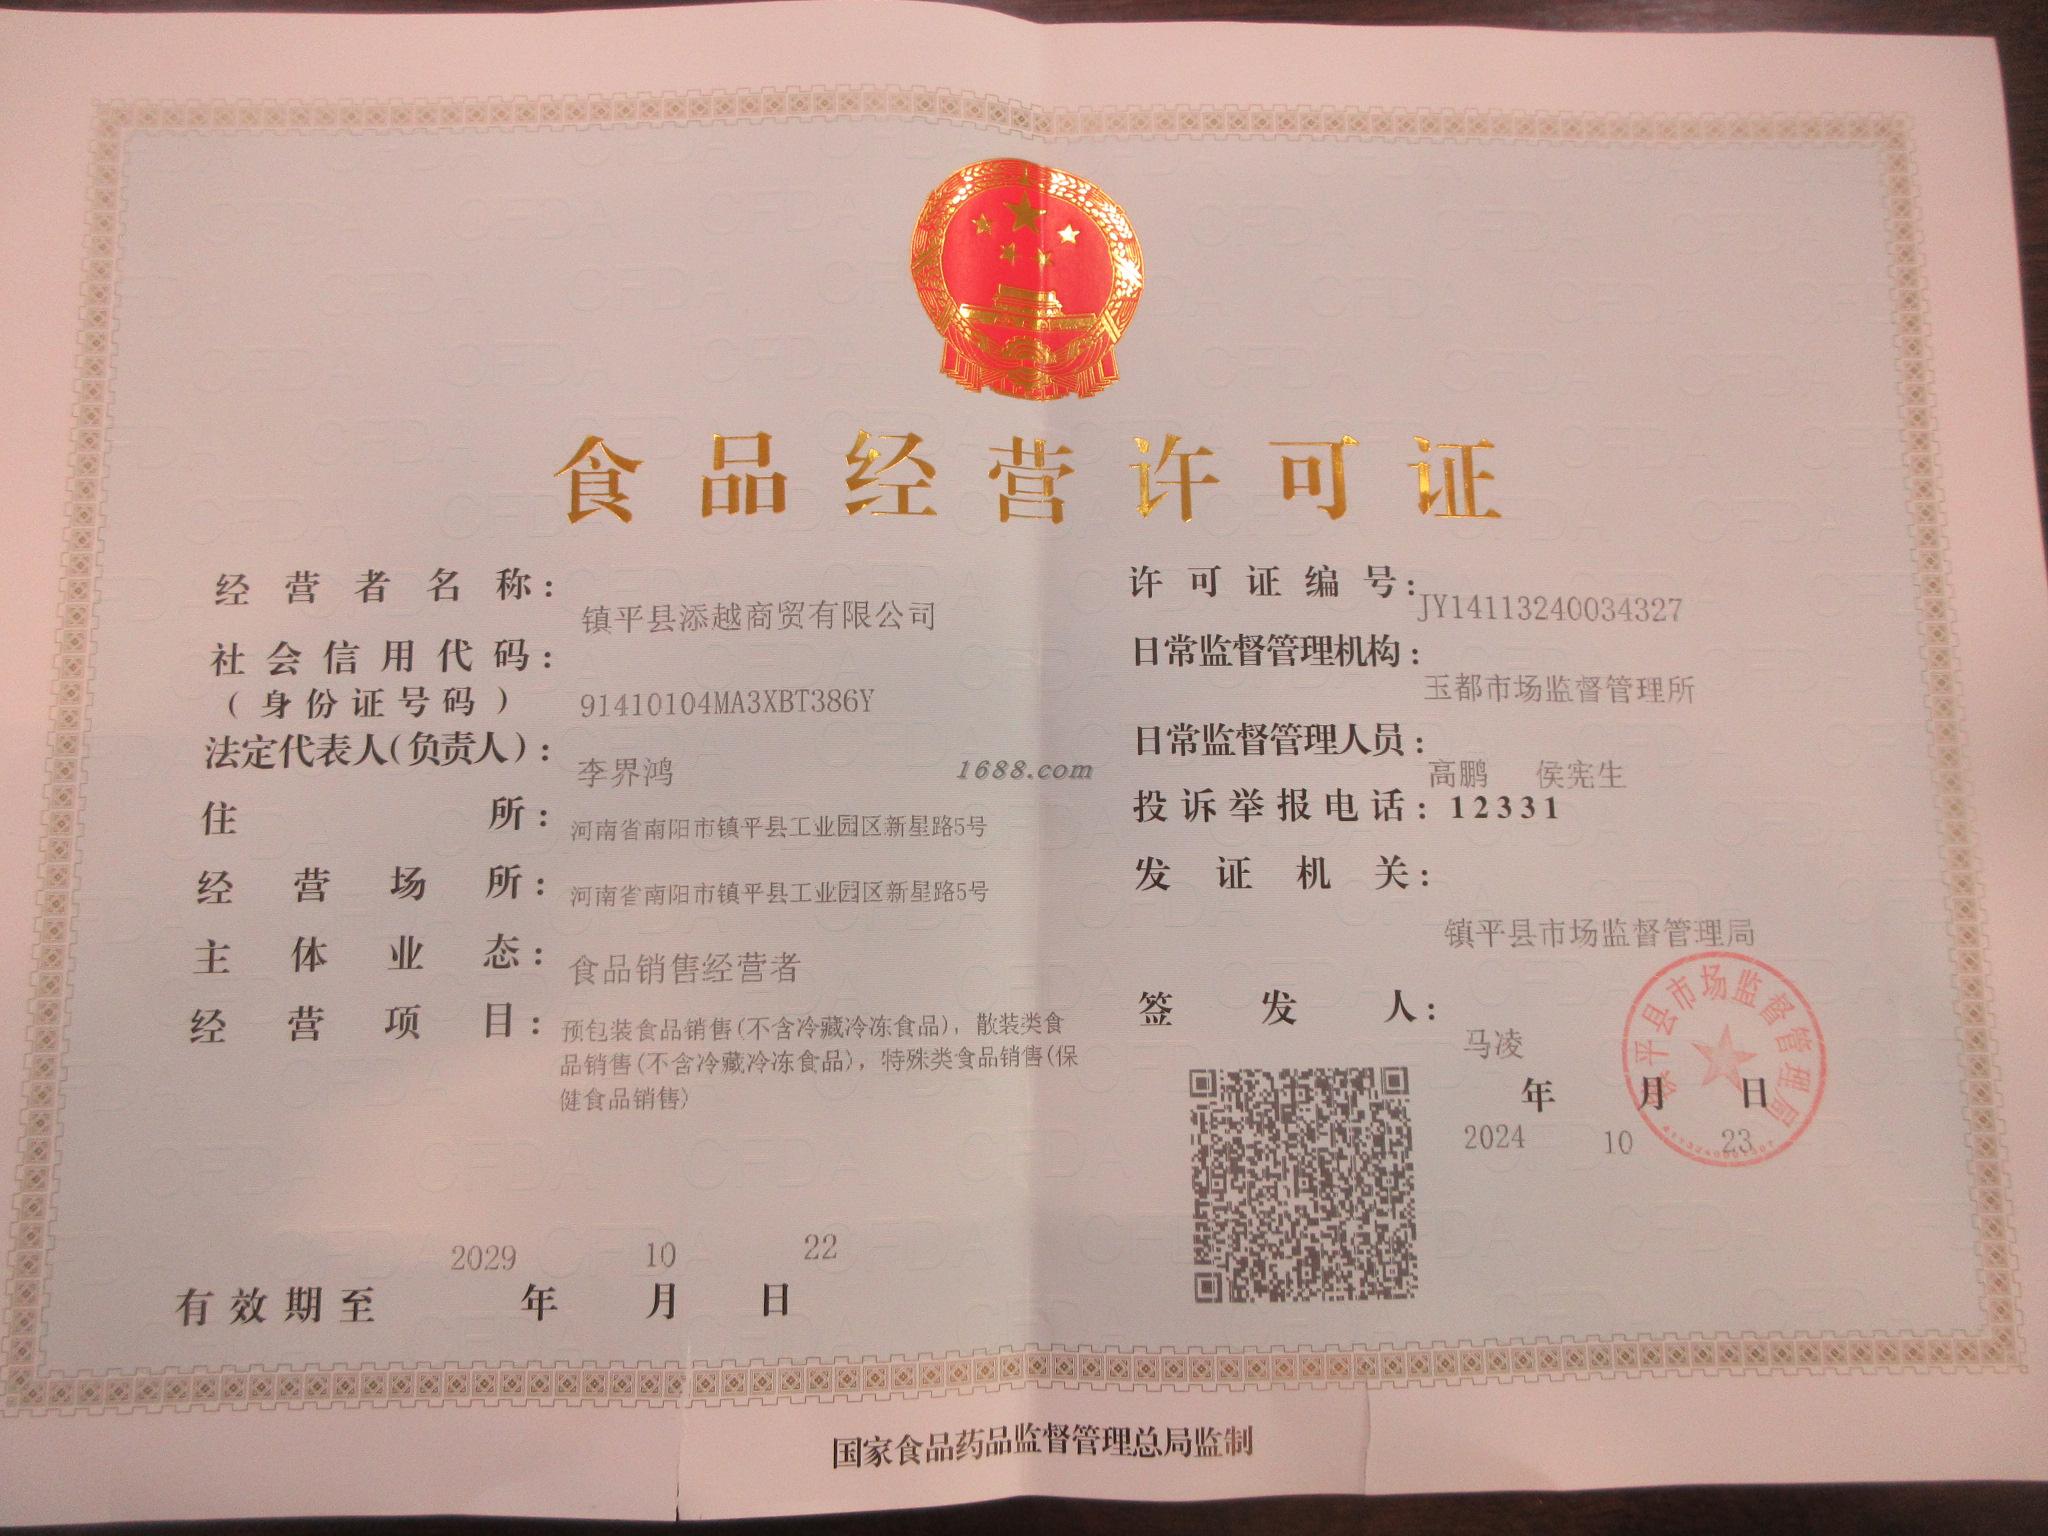 食品经营许可证
经营者名称：
镇平县添越商贸有限公司
社会信用代码：
（身份证号码）
91410104MA3XBT386Y
法定代表人（负责人）：
李界鸿
住所：
河南省南阳市镇平县工业园区新星路5号
经营场所：
河南省南阳市镇平县工业园区新星路5号
主体业态：
食品销售经营者
经营项目：
预包装食品销售(不含冷藏冷冻食品)，散装类食
品销售(不含冷藏冷冻食品)，特殊类食品销售(保
健食品销售)
2029 10 22
有效期至 年 月 日
许可证编号：
JY14113240034327
日常监督管理机构：
玉都市场监督管理所
日常监督管理人员：
高鹏 侯宪生
投诉举报电话：12331
发证机关：
镇平县市场监督管理局
签发人：
马凌
年 月 日
2024 10 23
镇平县市场监督管理局
1688.com
国家食品药品监督管理总局监制